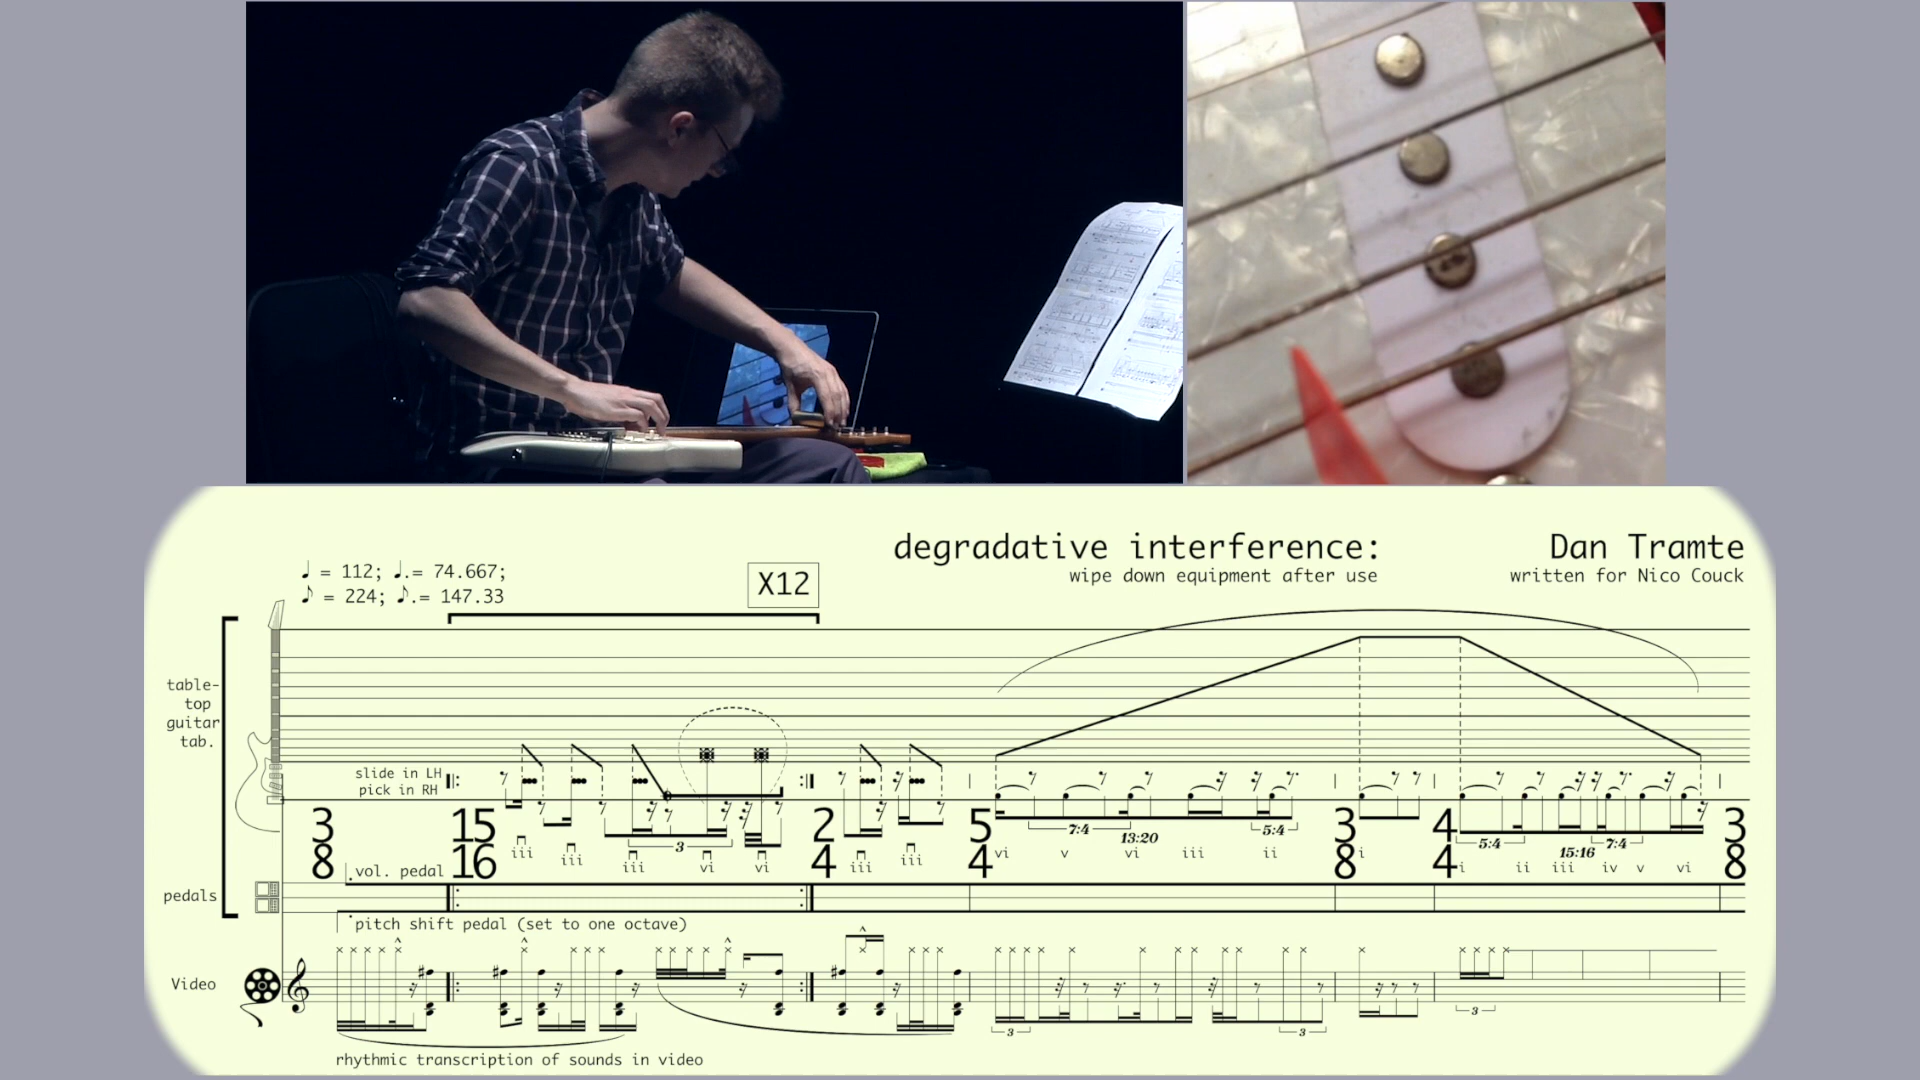 degradative interference:
wipe down equipment after use
Dan Tramte
written for Nico Couck
♩ = 112; ♩.= 74.667;
♪ = 224; ♪.= 147.33
X12
table-
top
guitar
tab.
slide in LH
pick in RH
3 8 15 16 2 4 5 4 3 8 4 4 3 8
3 7:4 13:20 5:4 5:4 15:16 7:4
iii iii iii vi vi iii iii vi v vi iii ii i i ii iii iv v vi
vol. pedal
pedals
pitch shift pedal (set to one octave)
Video
3 3 3
rhythmic transcription of sounds in video